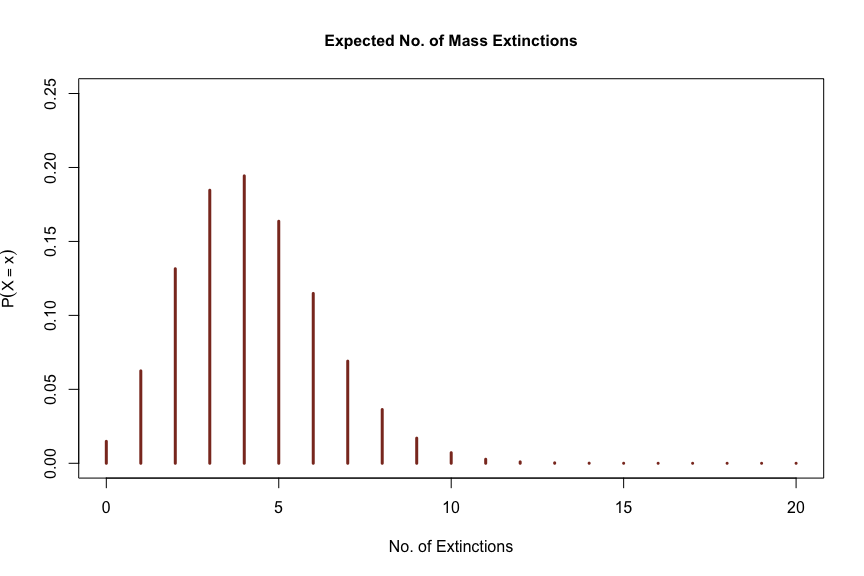 Expected No. of Mass Extinctions
P(X = x)
0.25
0.20
0.15
0.10
0.05
0.00
0 5 10 15 20
No. of Extinctions